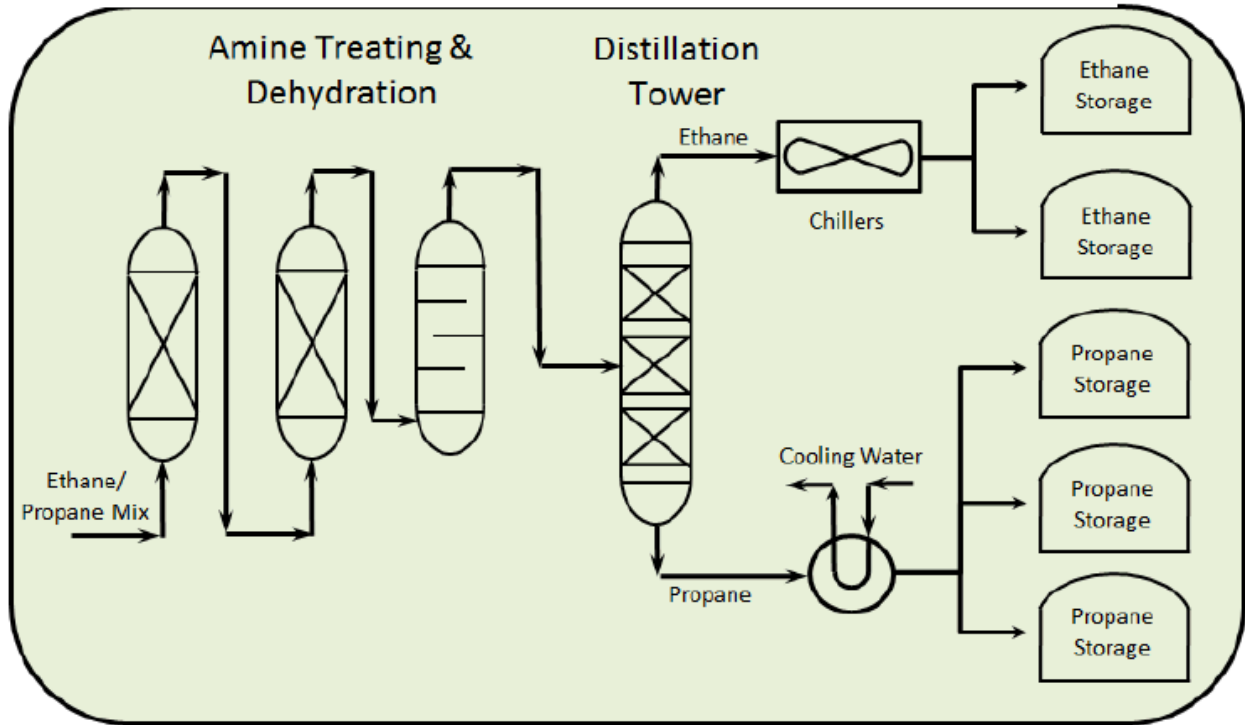 Amine Treating &
Dehydration
Distillation
Tower
Ethane
Chillers
Ethane
Storage
Ethane
Storage
Ethane/
Propane Mix
Propane
Cooling Water
Propane
Storage
Propane
Storage
Propane
Storage